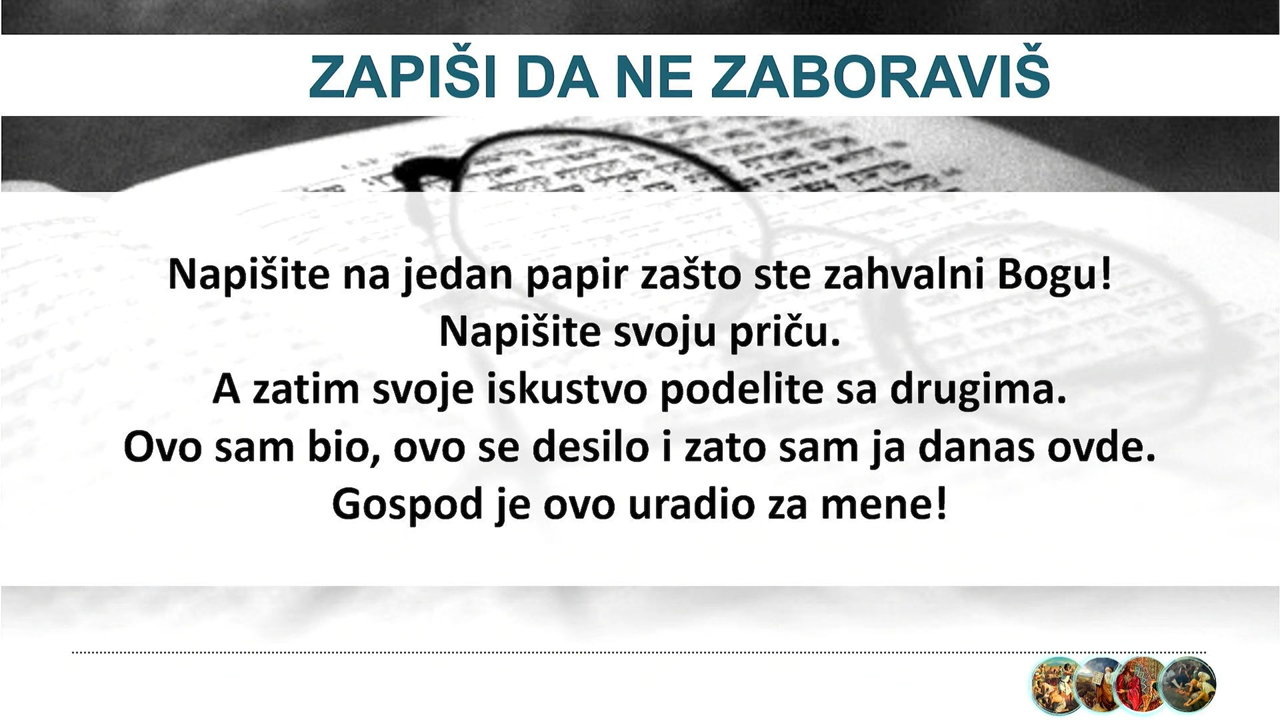 ZAPIŠI DA NE ZABORAVIŠ
Napišite na jedan papir zašto ste zahvalni Bogu!
Napišite svoju priču.
A zatim svoje iskustvo podelite sa drugima.
Ovo sam bio, ovo se desilo i zato sam ja danas ovde.
Gospod je ovo uradio za mene!